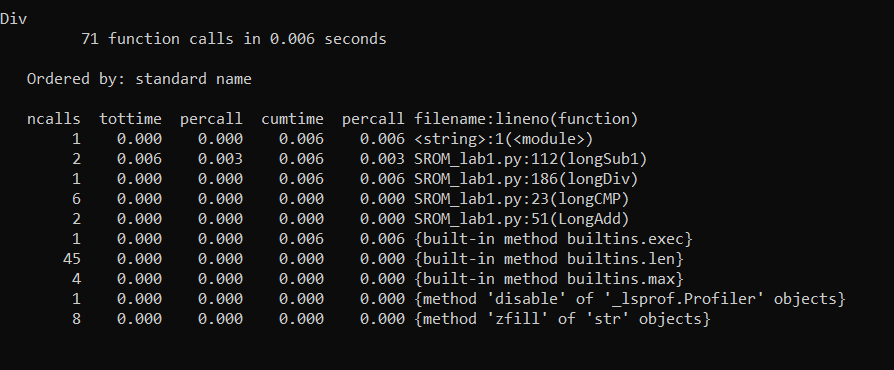 Div
         71 function calls in 0.006 seconds

   Ordered by: standard name

   ncalls  tottime  percall  cumtime  percall filename:lineno(function)
        1    0.000    0.000    0.006    0.006 <string>:1(<module>)
        2    0.006    0.003    0.006    0.003 SROM_lab1.py:112(longSub1)
        1    0.000    0.000    0.006    0.006 SROM_lab1.py:186(longDiv)
        6    0.000    0.000    0.000    0.000 SROM_lab1.py:23(longCMP)
        2    0.000    0.000    0.000    0.000 SROM_lab1.py:51(LongAdd)
        1    0.000    0.000    0.006    0.006 {built-in method builtins.exec}
       45    0.000    0.000    0.000    0.000 {built-in method builtins.len}
        4    0.000    0.000    0.000    0.000 {built-in method builtins.max}
        1    0.000    0.000    0.000    0.000 {method 'disable' of '_lsprof.Profiler' objects}
        8    0.000    0.000    0.000    0.000 {method 'zfill' of 'str' objects}